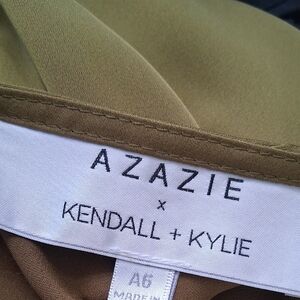 AZAZIE
x
KENDALL + KYLIE
A6
MADE IN